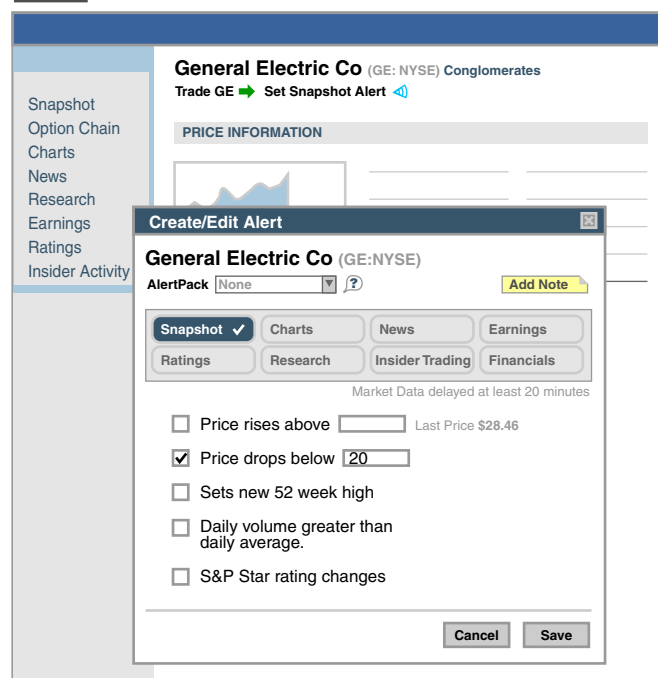 General Electric Co (GE: NYSE) Conglomerates
Trade GE Set Snapshot Alert
Snapshot
Option Chain
Charts
News
Research
Earnings
Ratings
Insider Activity
PRICE INFORMATION
Create/Edit Alert
General Electric Co (GE:NYSE)
AlertPack None ? Add Note
Snapshot Charts News Earnings
Ratings Research Insider Trading Financials
Market Data delayed at least 20 minutes
Price rises above Last Price $28.46
Price drops below 20
Sets new 52 week high
Daily volume greater than
daily average.
S&P Star rating changes
Cancel Save